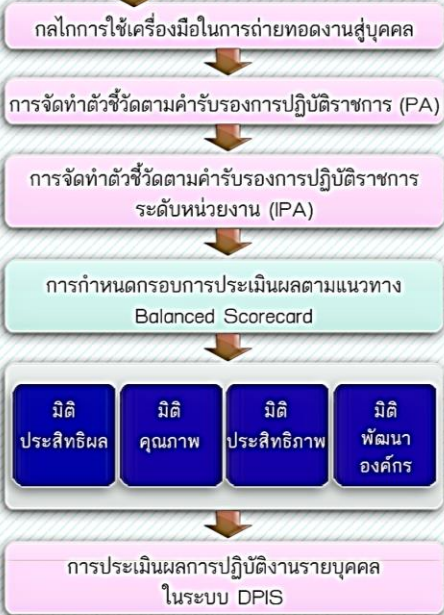 กลไกการใช้เครื่องมือในการถ่ายทอดงานสู่บุคคล
การจัดทำตัวชี้วัดตามคำรับรองการปฏิบัติราชการ (PA)
การจัดทำตัวชี้วัดตามคำรับรองการปฏิบัติราชการ
ระดับหน่วยงาน (IPA)
การกำหนดกรอบการประเมินผลตามแนวทาง
Balanced Scorecard
มิติ
ประสิทธิผล
มิติ
คุณภาพ
มิติ
ประสิทธิภาพ
มิติ
พัฒนา
องค์กร
การประเมินผลการปฏิบัติงานรายบุคคล
ในระบบ DPIS